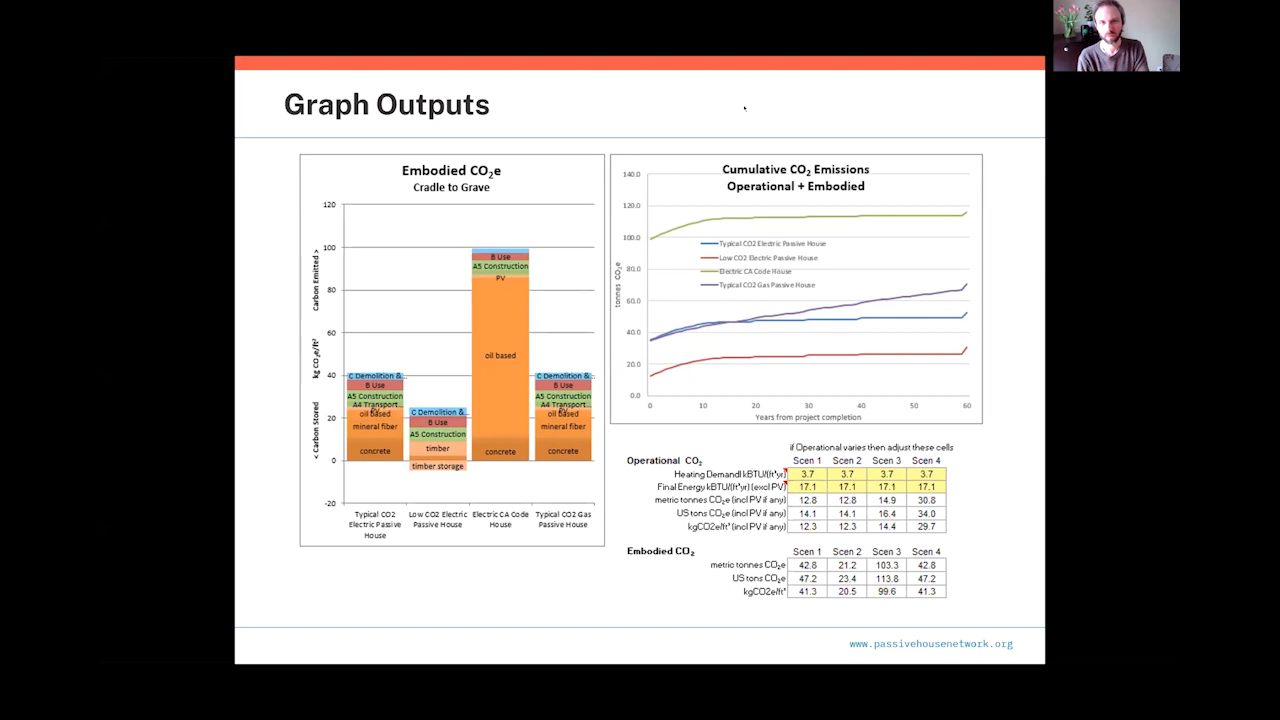 Graph Outputs
Embodied CO2e
Cradle to Grave
120
100
80
60
40
20
0
-20
Carbon Emitted >
kg CO2e/ft²
< Carbon Stored
C Demolition &..
B Use
A5 Construction
A4 Transport
PV
oil based
mineral fiber
concrete
C Demolition &..
B Use
A5 Construction
timber
timber storage
B Use
A5 Construction
PV
oil based
concrete
C Demolition &..
B Use
A5 Construction
A4 Transport
PV
oil based
mineral fiber
concrete
Typical CO2
Electric Passive
House
Low CO2 Electric
Passive House
Electric CA Code
House
Typical CO2 Gas
Passive House
Cumulative CO2 Emissions
Operational + Embodied
140.0
120.0
100.0
80.0
60.0
40.0
20.0
0.0
tonnes CO2e
Typical CO2 Electric Passive House
Low CO2 Electric Passive House
Electric CA Code House
Typical CO2 Gas Passive House
0 10 20 30 40 50 60
Years from project completion
if Operational varies then adjust these cells
Operational CO2 Scen 1 Scen 2 Scen 3 Scen 4
Heating Demand kBTU/(ft²yr) 3.7 3.7 3.7 3.7
Final Energy kBTU/(ft²yr) (excl PV) 17.1 17.1 17.1 17.1
metric tonnes CO2e (incl PV if any) 12.8 12.8 14.9 30.8
US tons CO2e (incl PV if any) 14.1 14.1 16.4 34.0
kgCO2e/ft² (incl PV if any) 12.3 12.3 14.4 29.7
Embodied CO2 Scen 1 Scen 2 Scen 3 Scen 4
metric tonnes CO2e 42.8 21.2 103.3 42.8
US tons CO2e 47.2 23.4 113.8 47.2
kgCO2e/ft² 41.3 20.5 99.6 41.3
www.passivehousenetwork.org